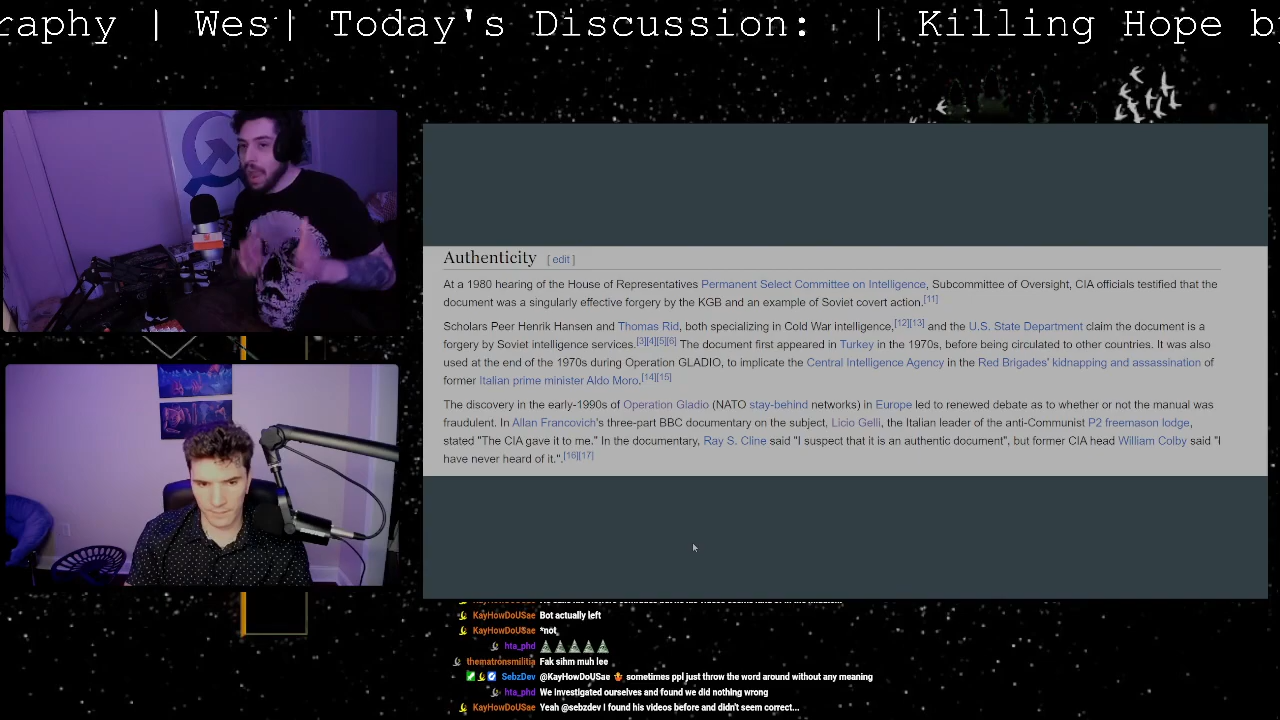 raphy | Wes| Today's Discussion:  | Killing Hope b
Authenticity [ edit ]
At a 1980 hearing of the House of Representatives Permanent Select Committee on Intelligence, Subcommittee of Oversight, CIA officials testified that the
document was a singularly effective forgery by the KGB and an example of Soviet covert action.[11]
Scholars Peer Henrik Hansen and Thomas Rid, both specializing in Cold War intelligence,[12][13] and the U.S. State Department claim the document is a
forgery by Soviet intelligence services.[3][4][5][6] The document first appeared in Turkey in the 1970s, before being circulated to other countries. It was also
used at the end of the 1970s during Operation GLADIO, to implicate the Central Intelligence Agency in the Red Brigades' kidnapping and assassination of
former Italian prime minister Aldo Moro.[14][15]
The discovery in the early-1990s of Operation Gladio (NATO stay-behind networks) in Europe led to renewed debate as to whether or not the manual was
fraudulent. In Allan Francovich's three-part BBC documentary on the subject, Licio Gelli, the Italian leader of the anti-Communist P2 freemason lodge,
stated "The CIA gave it to me." In the documentary, Ray S. Cline said "I suspect that it is an authentic document", but former CIA head William Colby said "I
have never heard of it.".[16][17]
KayHowDoUSae Bot actually left
KayHowDoUSae *not
hta_phd
thematronsmilitia Fak sihm muh lee
SebzDev @KayHowDoUSae sometimes ppl just throw the word around without any meaning
hta_phd We investigated ourselves and found we did nothing wrong
KayHowDoUSae Yeah @sebzdev I found his videos before and didn't seem correct...